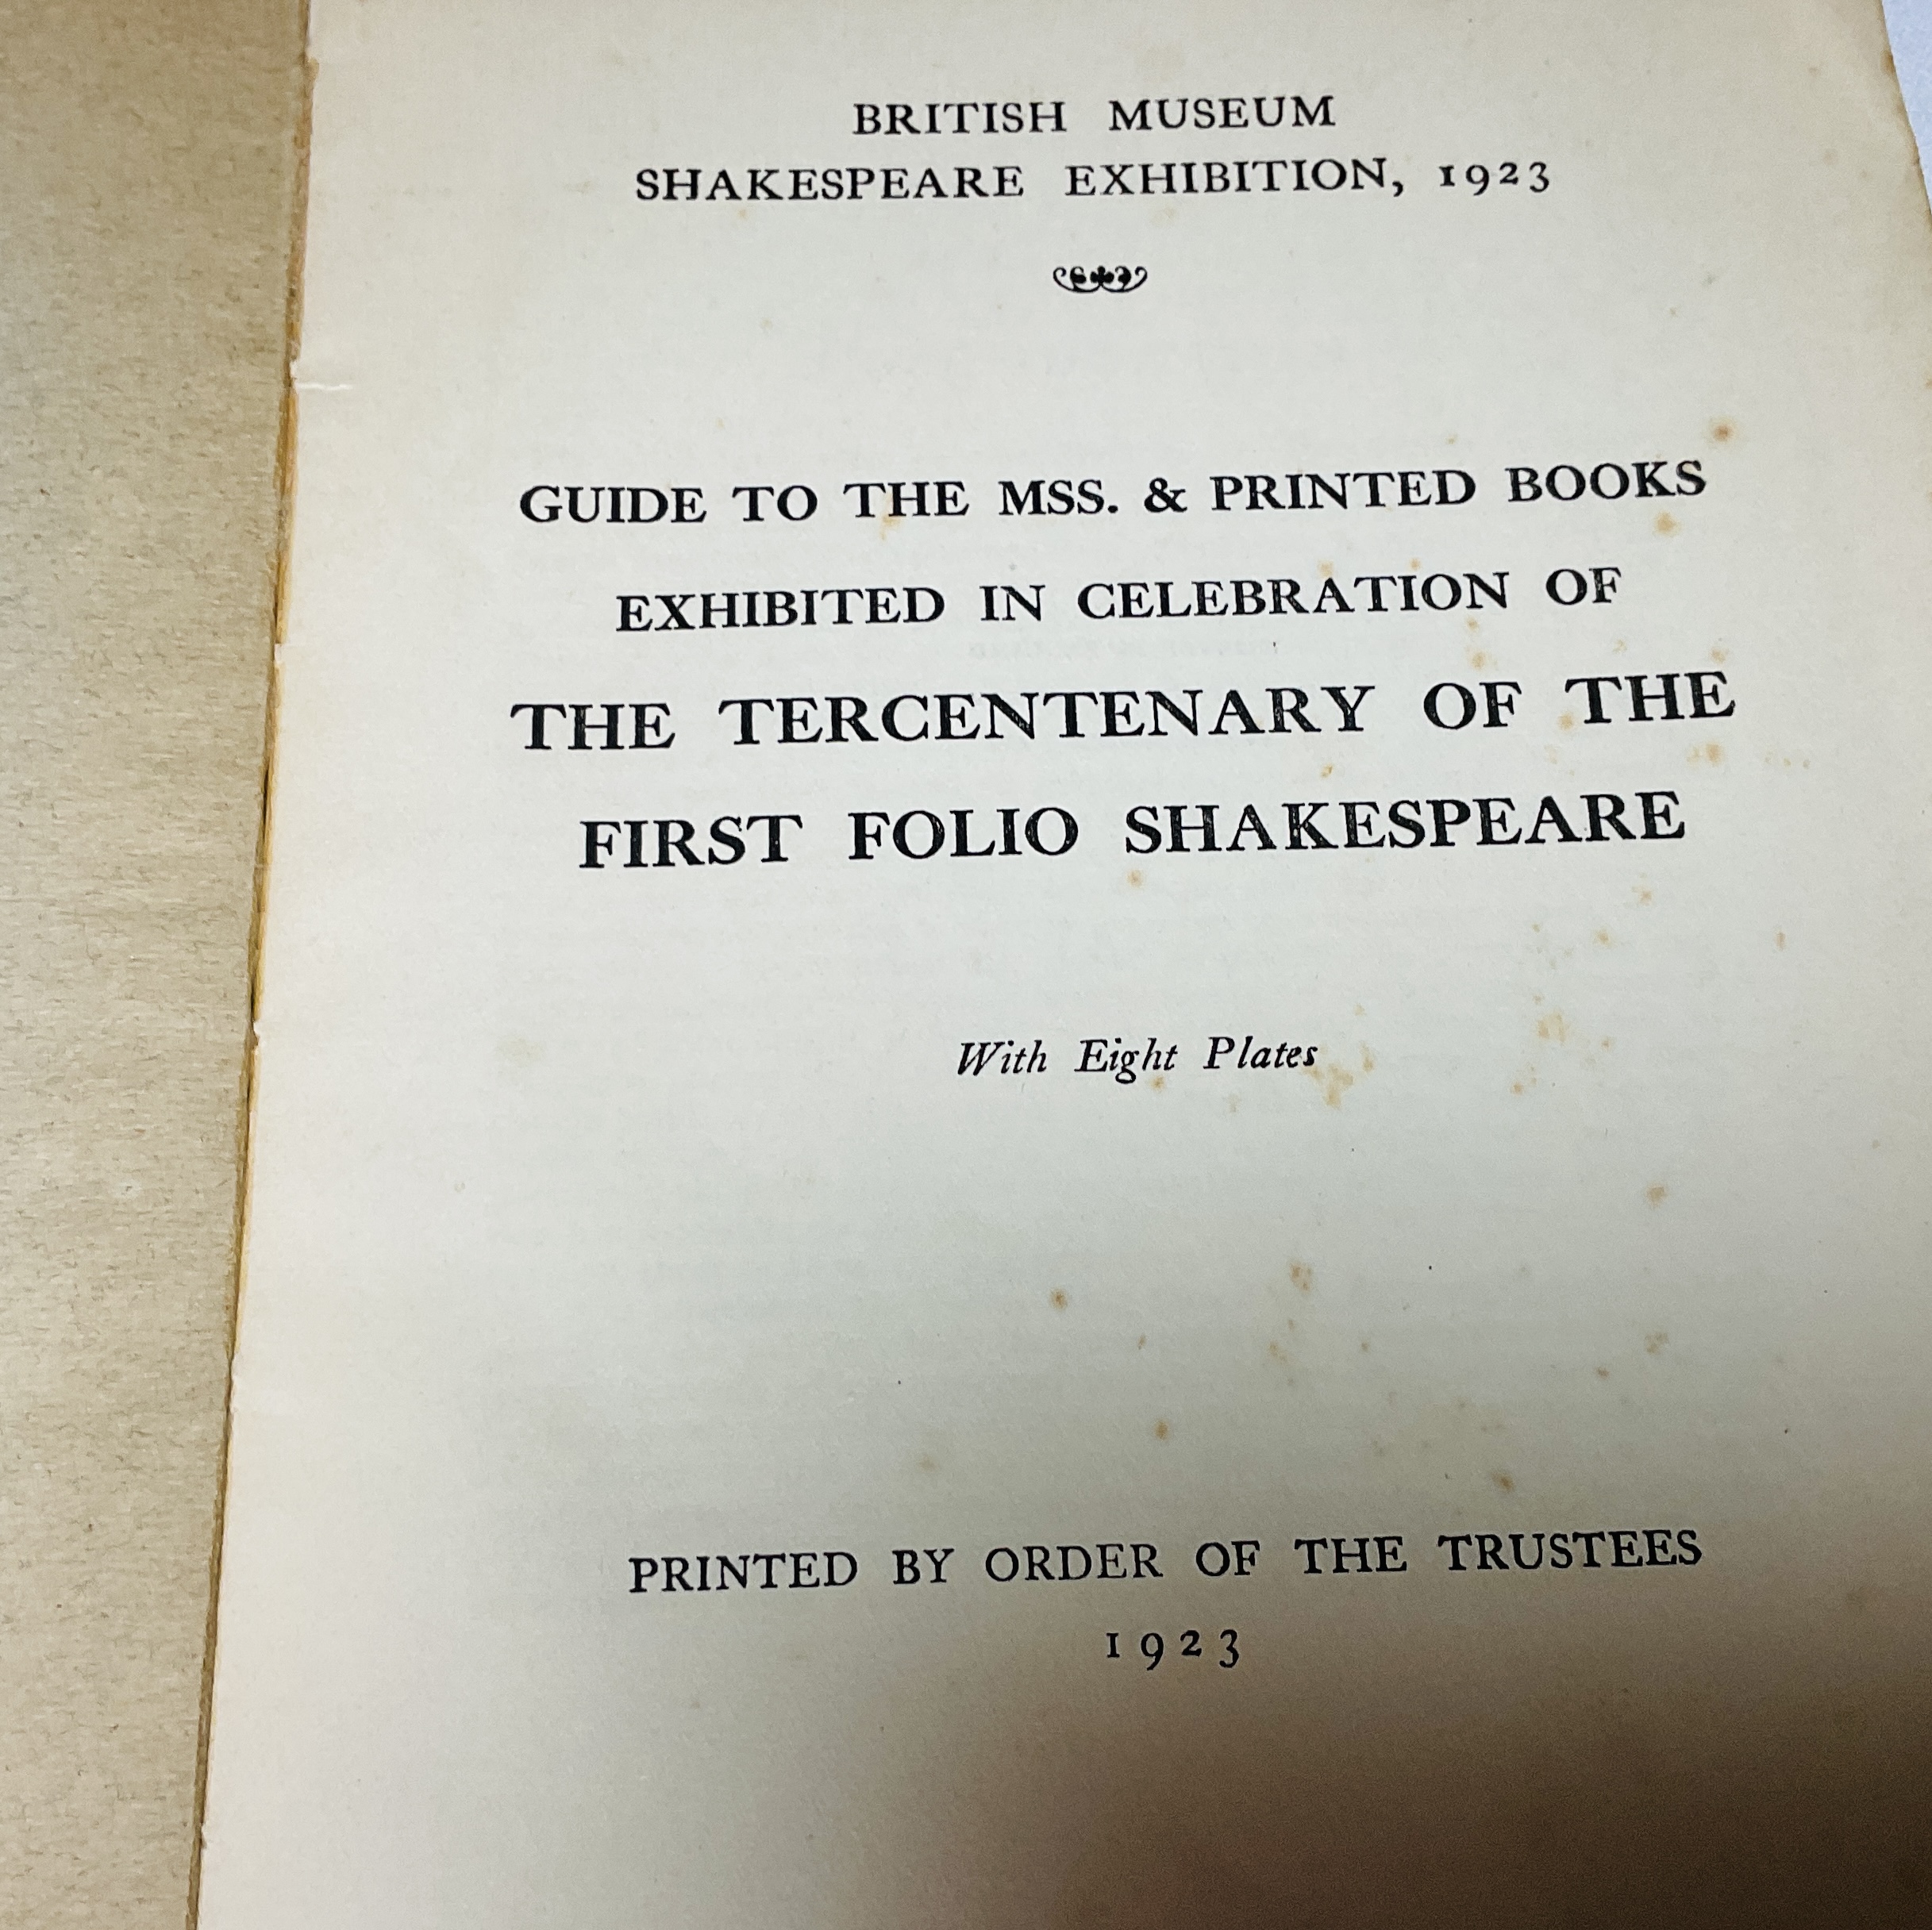 BRITISH MUSEUM
SHAKESPEARE EXHIBITION, 1923
GUIDE TO THE MSS. & PRINTED BOOKS
EXHIBITED IN CELEBRATION OF
THE TERCENTENARY OF THE
FIRST FOLIO SHAKESPEARE
With Eight Plates
PRINTED BY ORDER OF THE TRUSTEES
1923